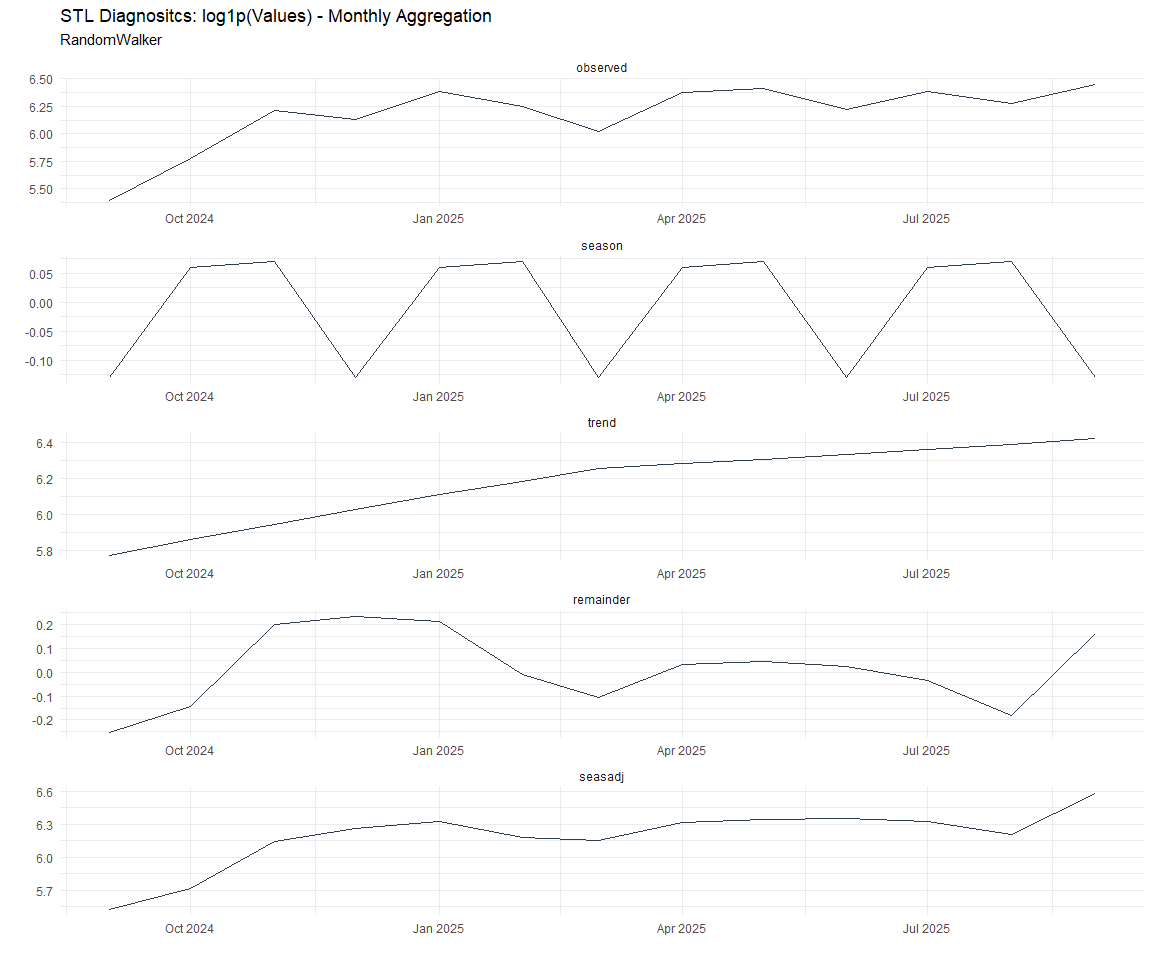 STL Diagnositcs: log1p(Values) - Monthly Aggregation
RandomWalker
observed
6.50
6.25
6.00
5.75
5.50
Oct 2024 Jan 2025 Apr 2025 Jul 2025
season
0.05
0.00
-0.05
-0.10
Oct 2024 Jan 2025 Apr 2025 Jul 2025
trend
6.4
6.2
6.0
5.8
Oct 2024 Jan 2025 Apr 2025 Jul 2025
remainder
0.2
0.1
0.0
-0.1
-0.2
Oct 2024 Jan 2025 Apr 2025 Jul 2025
seasadj
6.6
6.3
6.0
5.7
Oct 2024 Jan 2025 Apr 2025 Jul 2025